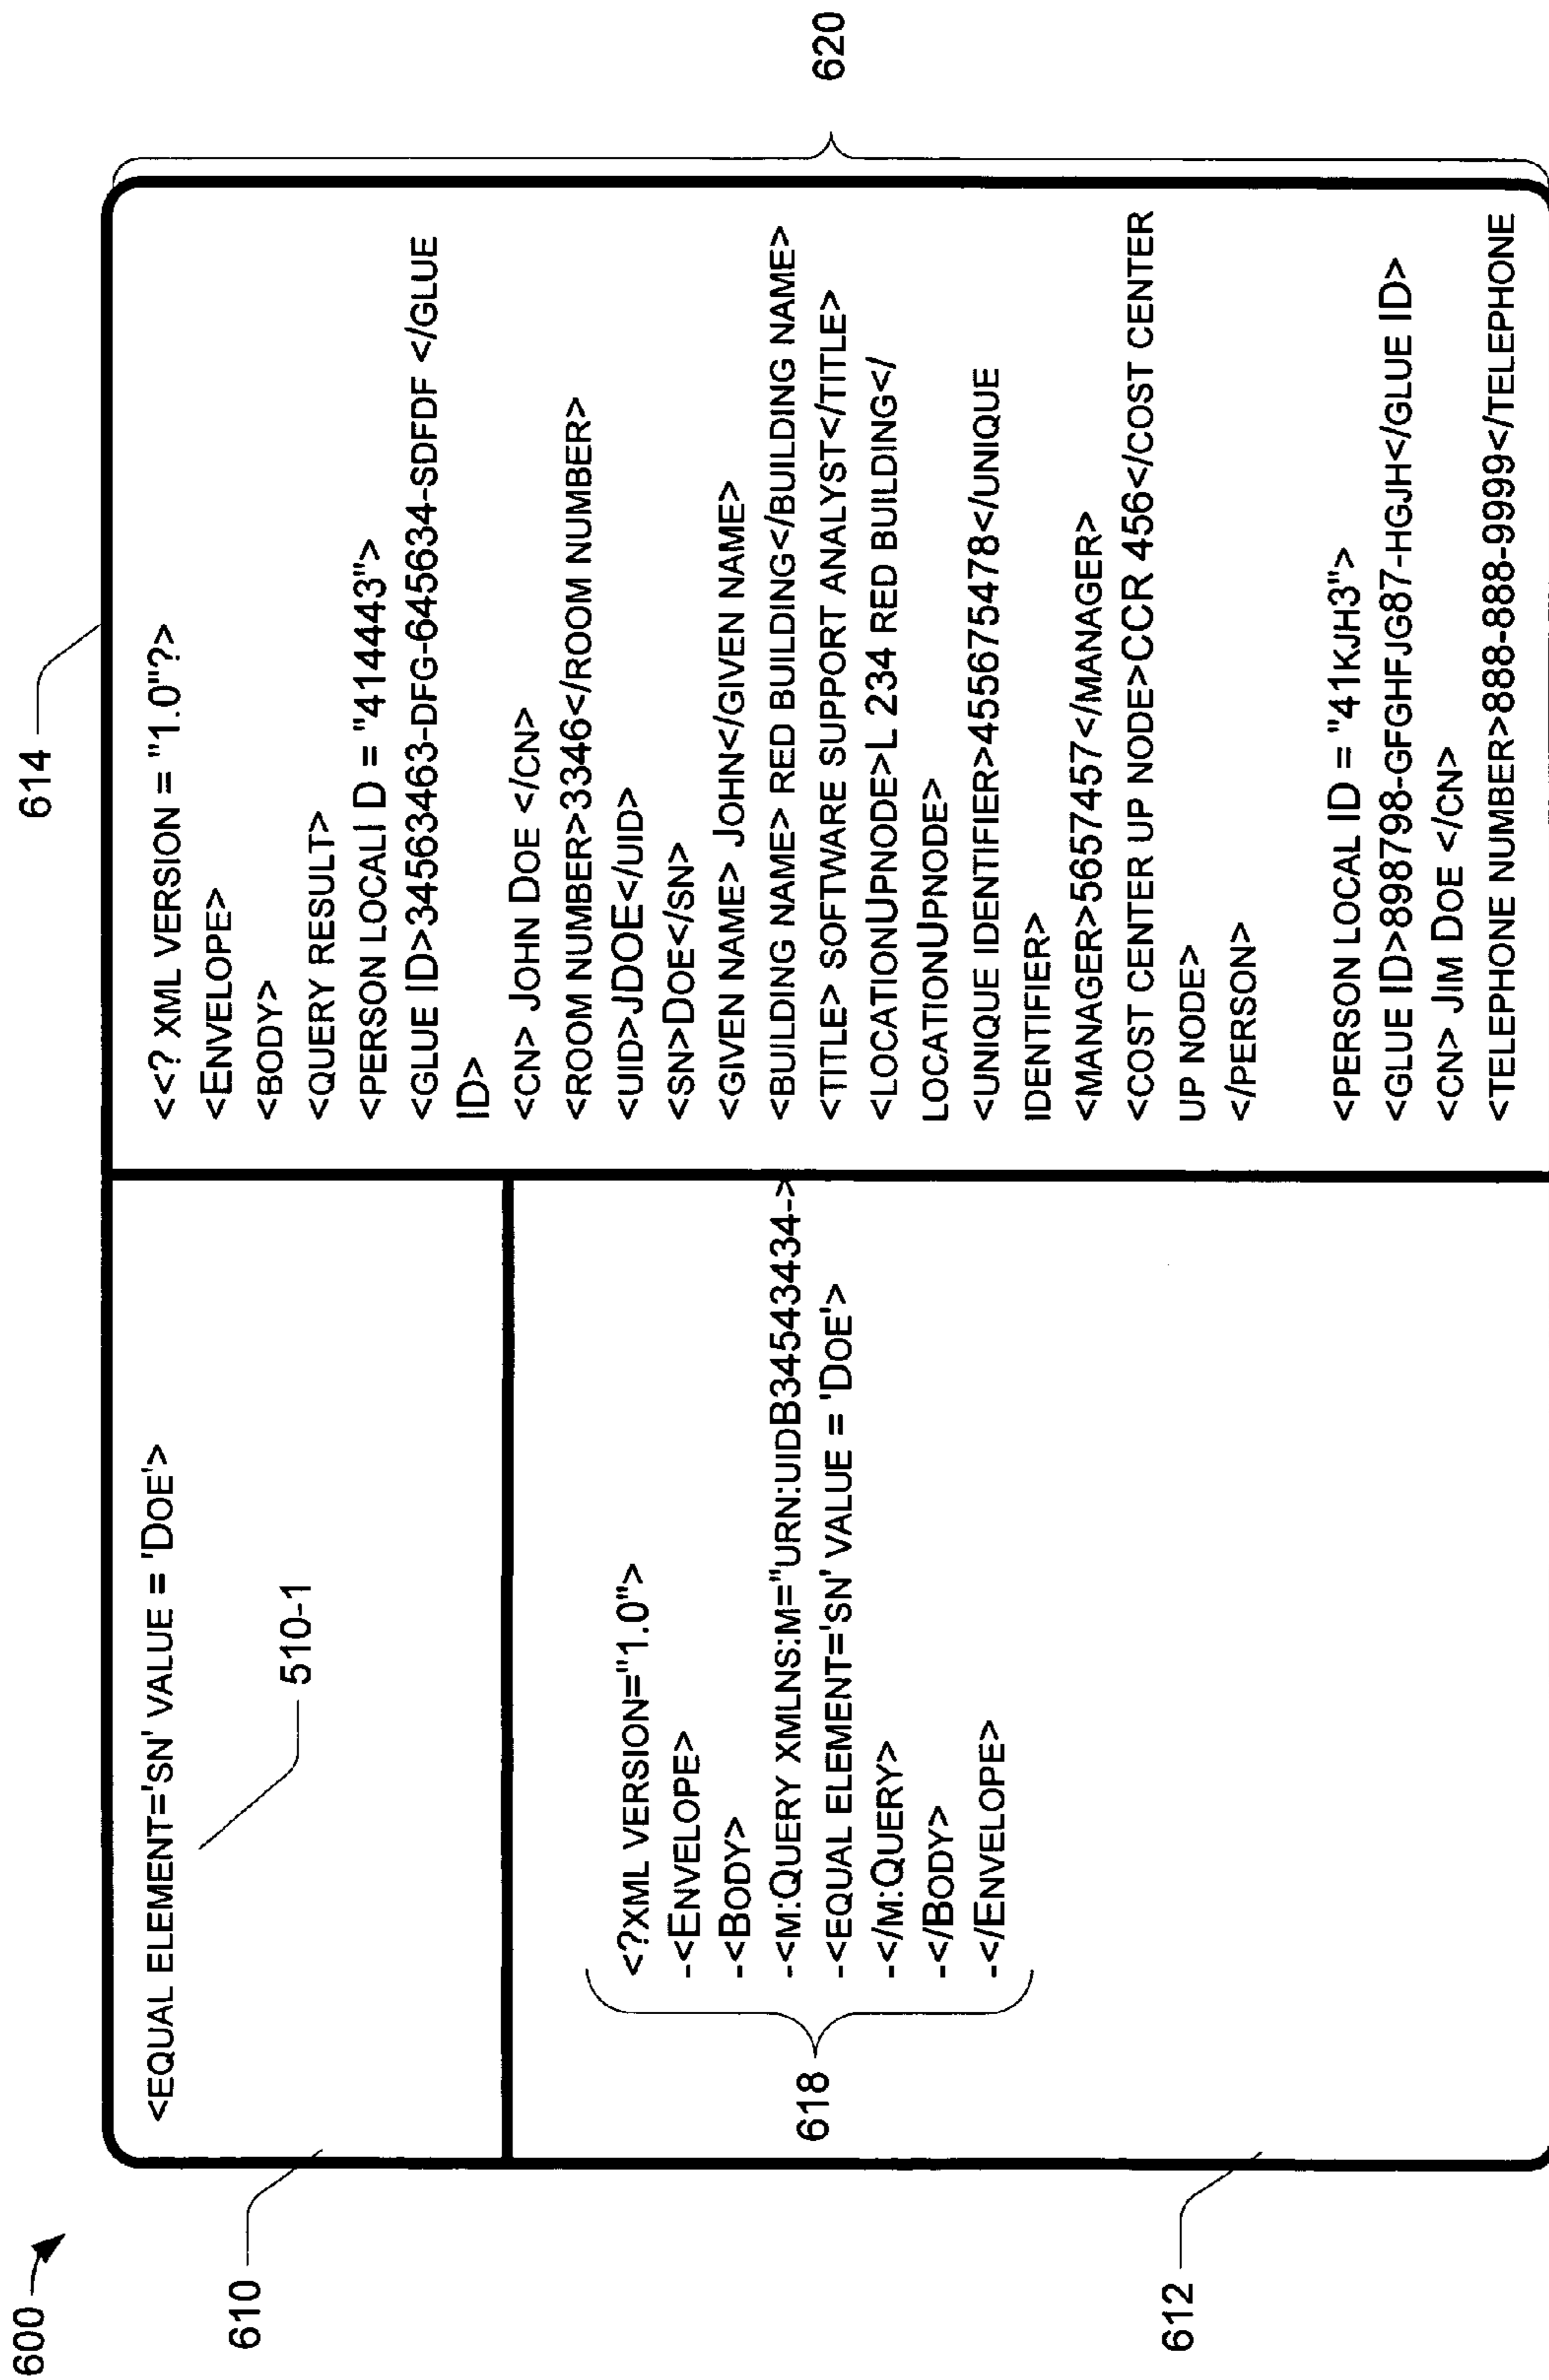 600
610
612
614
<EQUAL ELEMENT='SN' VALUE = 'DOE'>
510-1
618
<?XML VERSION="1.0">
-<ENVELOPE>
-<BODY>
-<M:QUERY XMLNS:M="URN:UIDB34543434->
-<EQUAL ELEMENT='SN' VALUE = 'DOE'>
-</M:QUERY>
-</BODY>
-</ENVELOPE>
<<? XML VERSION = "1.0"?>
<ENVELOPE>
<BODY>
<QUERY RESULT>
<PERSON LOCALI D = "414443">
<GLUE ID>34563463-DFG-645634-SDFDF </GLUE
ID>
<CN> JOHN DOE </CN>
<ROOM NUMBER>3346</ROOM NUMBER>
<UID>JDOE</UID>
<SN>DOE</SN>
<GIVEN NAME> JOHN</GIVEN NAME>
<BUILDING NAME> RED BUILDING</BUILDING NAME>
<TITLE> SOFTWARE SUPPORT ANALYST</TITLE>
<LOCATIONUPNODE>L 234 RED BUILDING</
LOCATIONUPNODE>
<UNIQUE IDENTIFIER>455675478</UNIQUE
IDENTIFIER>
<MANAGER>5657457</MANAGER>
<COST CENTER UP NODE>CCR 456</COST CENTER
UP NODE>
</PERSON>
<PERSON LOCAL ID = "41KJH3">
<GLUE ID>898798-GFGHFJG87-HGJH</GLUE ID>
<CN> JIM DOE </CN>
<TELEPHONE NUMBER>888-888-9999</TELEPHONE
620